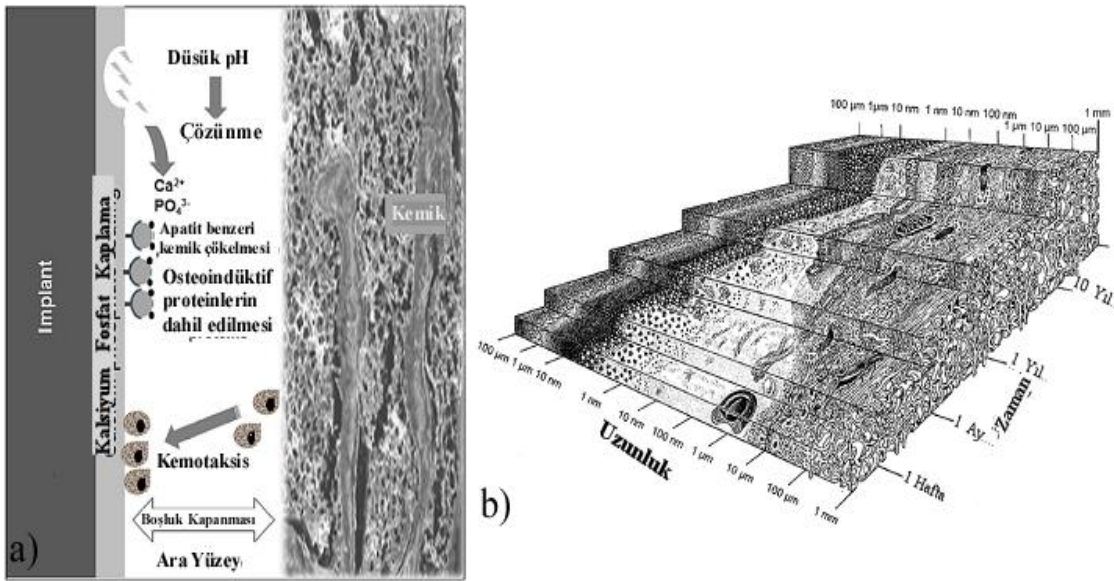 Düsük pH
Çözünme
Ca²⁺
PO₄³⁻
Apatit benzeri
kemik çökelmesi
Osteoindüktif
proteinlerin
dahil edilmesi
Kemik
Implant
Kalsiyum Fosfat Kaplama
Kemotaksis
Boşluk Kapanması
Ara Yüzey
a)
100 µm 1µm 10 nm 1 nm 10 nm 100 nm 1 µm 10 µm 100 µm 1 mm
10 Yıl
1 Yıl
1 Ay
1 Hafta
Zaman
100 µm 1 µm 10 nm 1 nm 10 nm 100 nm 1 µm 10 µm 100 µm 1 mm
Uzunluk
b)